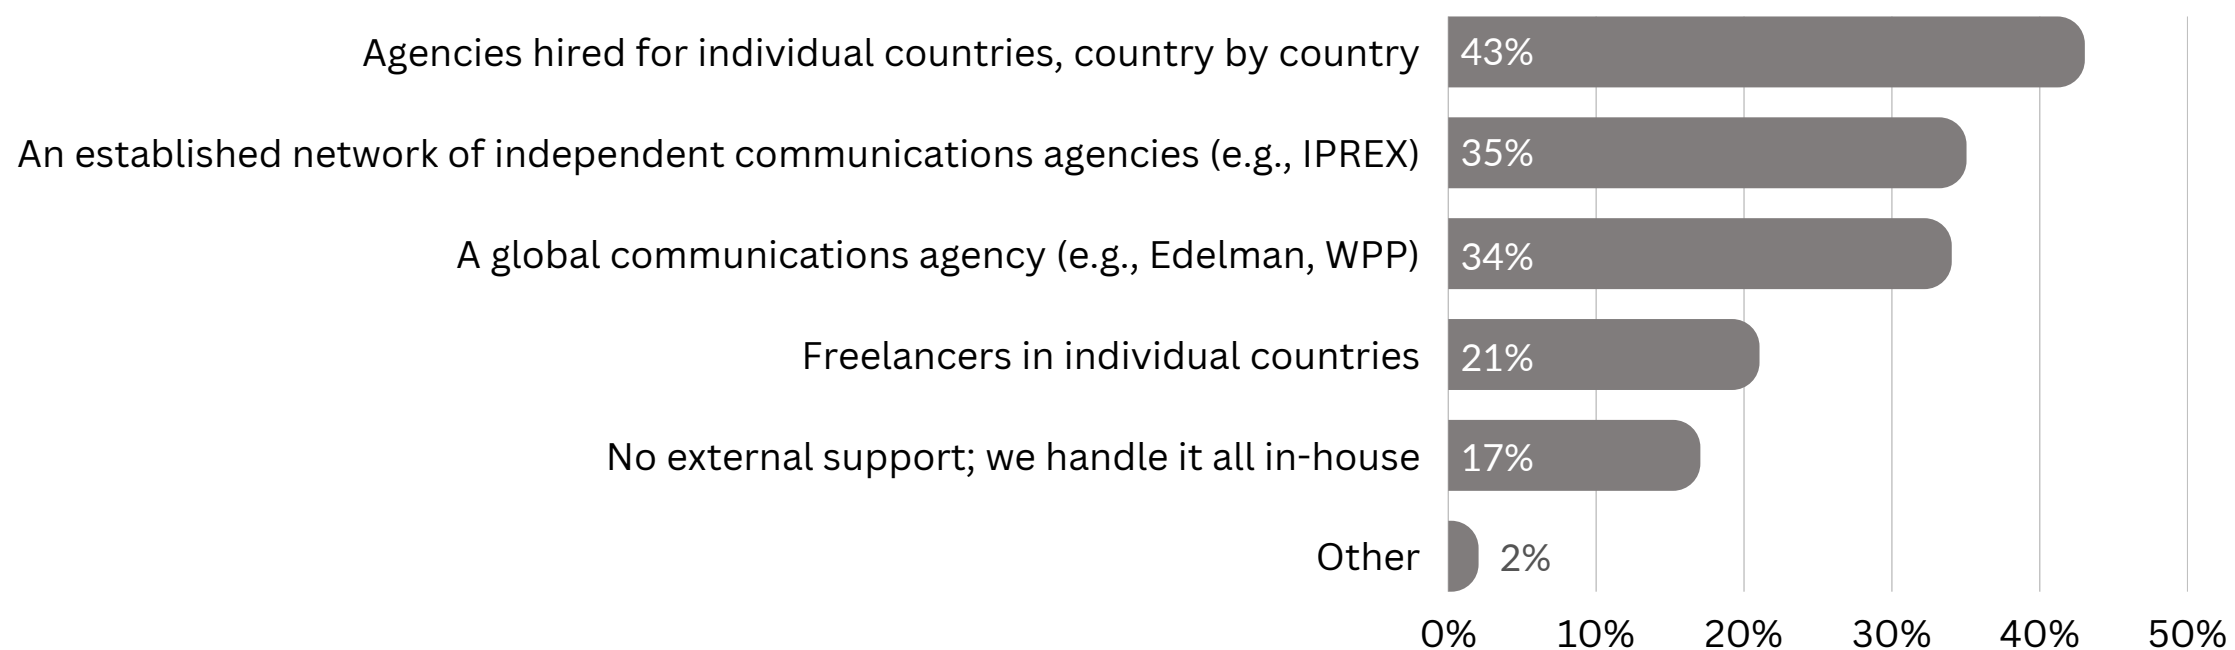 Agencies hired for individual countries, country by country 43%
An established network of independent communications agencies (e.g., IPREX) 35%
A global communications agency (e.g., Edelman, WPP) 34%
Freelancers in individual countries 21%
No external support; we handle it all in-house 17%
Other 2%
0% 10% 20% 30% 40% 50%